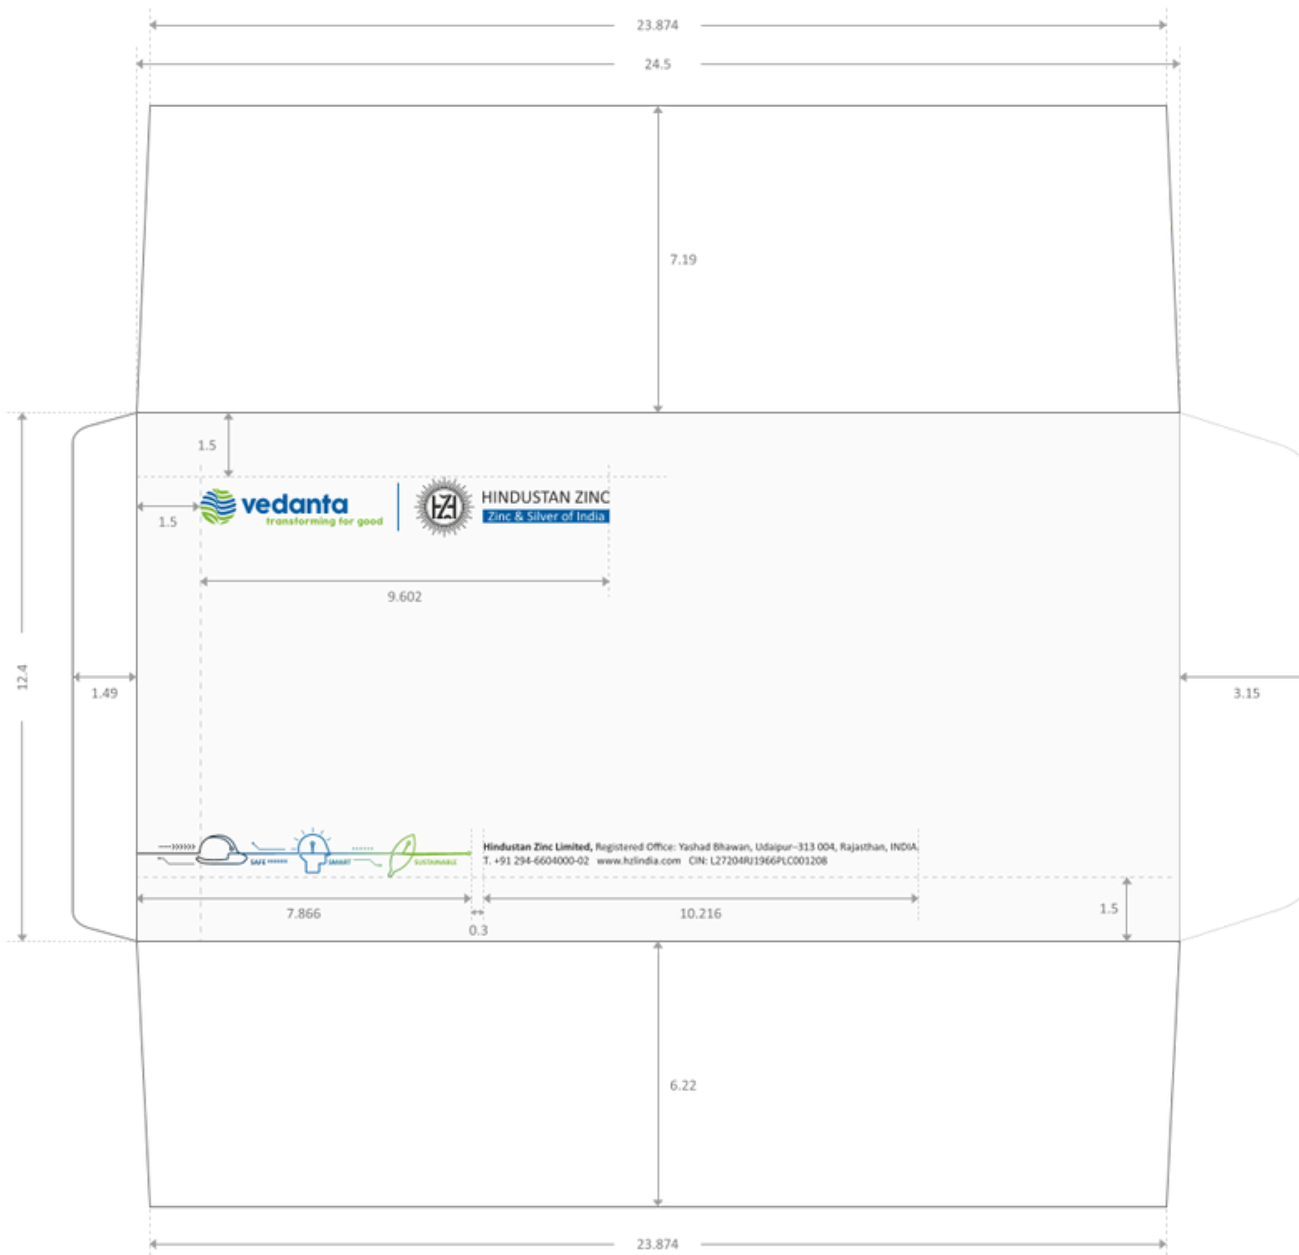 23.874
24.5
7.19
1.5
1.5
vedanta
transforming for good
HZL
HINDUSTAN ZINC
Zinc & Silver of India
9.602
12.4
1.49
3.15
SAFE
SMART
SUSTAINABLE
Hindustan Zinc Limited, Registered Office: Yashad Bhawan, Udaipur–313 004, Rajasthan, INDIA.
T. +91 294-6604000-02 www.hzlindia.com CIN: L27204RJ1966PLC001208
7.866
0.3
10.216
1.5
6.22
23.874